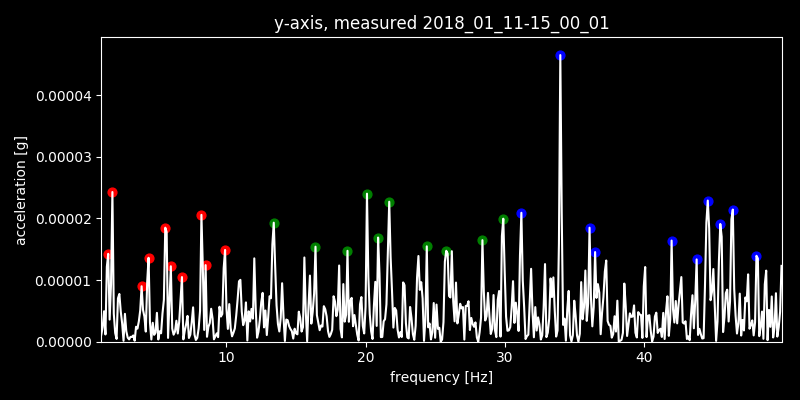 y-axis, measured 2018_01_11-15_00_01
acceleration [g]
0.00004
0.00003
0.00002
0.00001
0.00000
10 20 30 40
frequency [Hz]